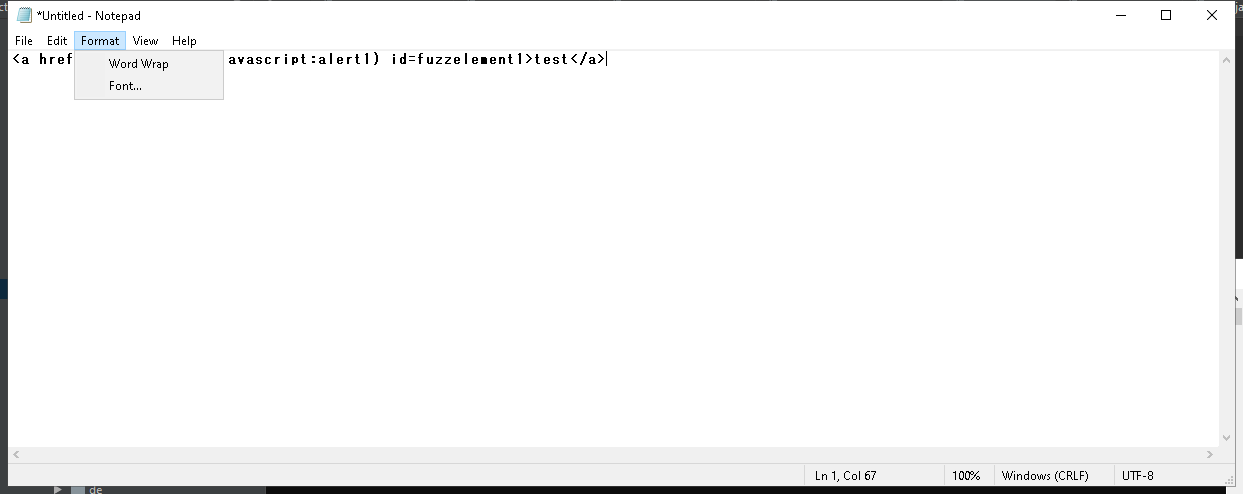 *Untitled - Notepad
File Edit Format View Help
<a href avascript:alert1) id=fuzzelement1>test</a>
Word Wrap
Font...
Ln 1, Col 67 100% Windows (CRLF) UTF-8
de